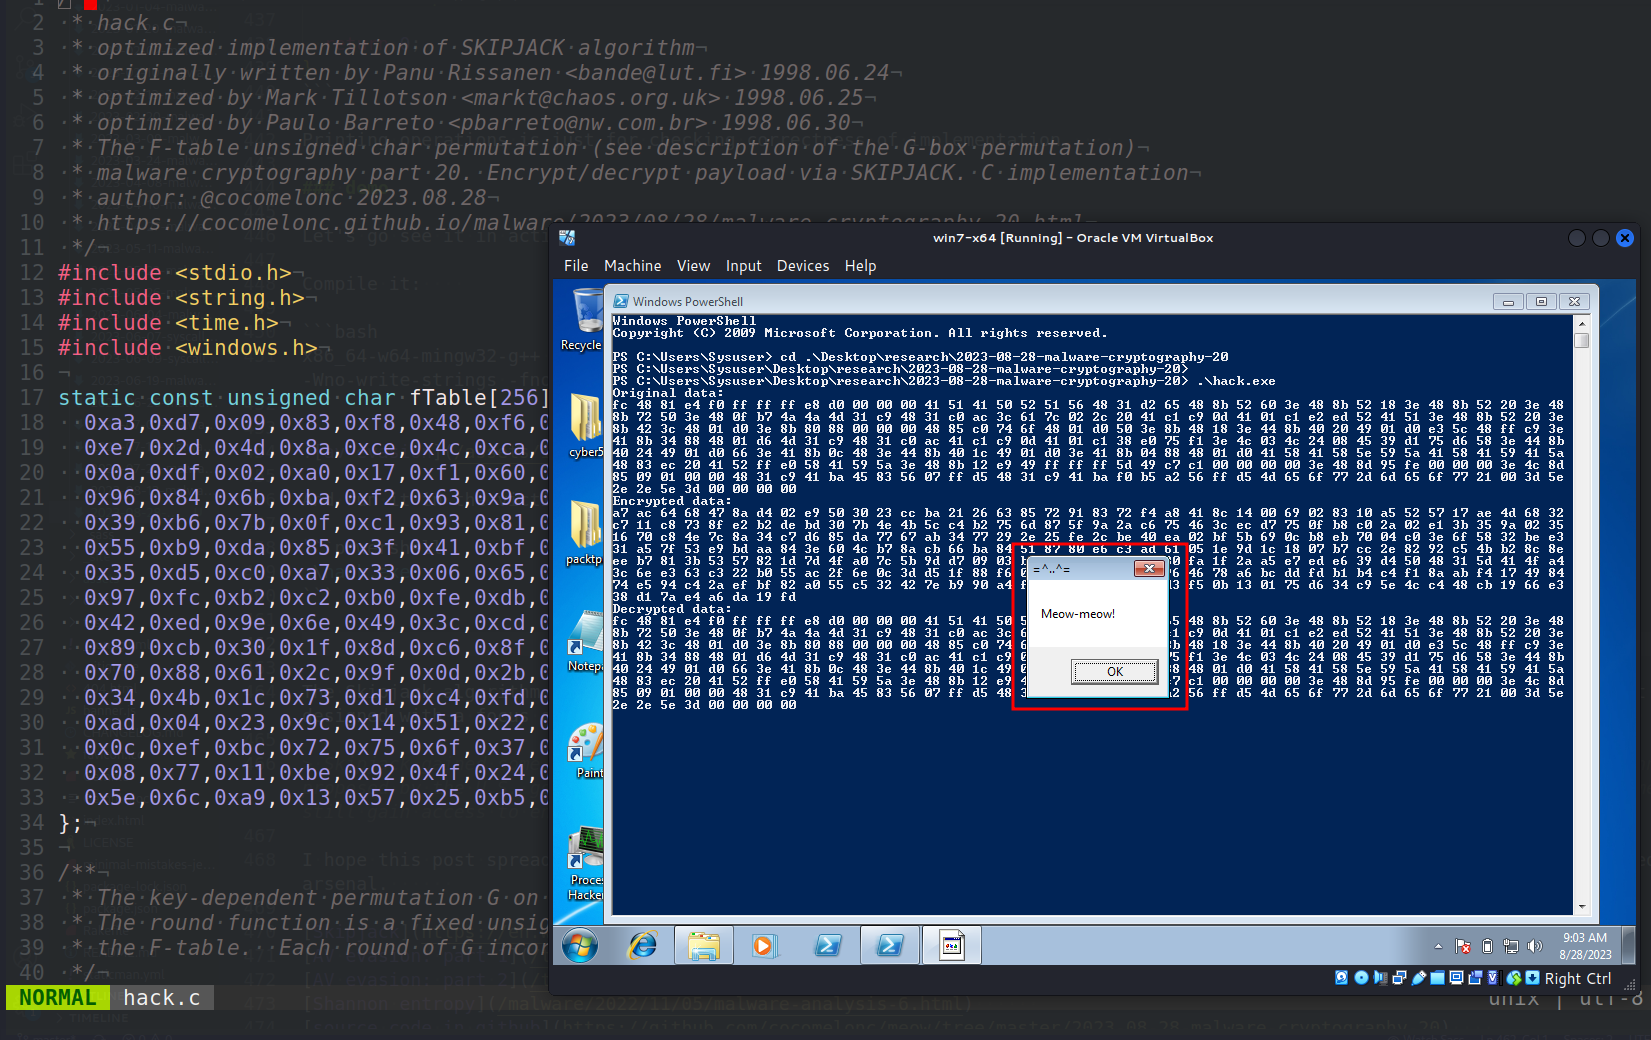 2 * hack.c¬
3 * optimized implementation of SKIPJACK algorithm¬
4 * originally written by Panu Rissanen <bande@lut.fi> 1998.06.24¬
5 * optimized by Mark Tillotson <markt@chaos.org.uk> 1998.06.25¬
6 * optimized by Paulo Barreto <pbarreto@nw.com.br> 1998.06.30¬
7 * The F-table unsigned char permutation (see description of the G-box permutation)¬
8 * malware cryptography part 20. Encrypt/decrypt payload via SKIPJACK. C implementation¬
9 * author: @cocomelonc 2023.08.28¬
10 * https://cocomelonc.github.io/malware/2023/08/28/malware-cryptography-20.html¬
11 */¬
12 #include <stdio.h>¬
13 #include <string.h>¬
14 #include <time.h>¬
15 #include <windows.h>¬
16 ¬
17 static const unsigned char fTable[256]
18 0xa3,0xd7,0x09,0x83,0xf8,0x48,0xf6,0
19 0xe7,0x2d,0x4d,0x8a,0xce,0x4c,0xca,0
20 0x0a,0xdf,0x02,0xa0,0x17,0xf1,0x60,0
21 0x96,0x84,0x6b,0xba,0xf2,0x63,0x9a,0
22 0x39,0xb6,0x7b,0x0f,0xc1,0x93,0x81,0
23 0x55,0xb9,0xda,0x85,0x3f,0x41,0xbf,0
24 0x35,0xd5,0xc0,0xa7,0x33,0x06,0x65,0
25 0x97,0xfc,0xb2,0xc2,0xb0,0xfe,0xdb,0
26 0x42,0xed,0x9e,0x6e,0x49,0x3c,0xcd,0
27 0x89,0xcb,0x30,0x1f,0x8d,0xc6,0x8f,0
28 0x70,0x88,0x61,0x2c,0x9f,0x0d,0x2b,0
29 0x34,0x4b,0x1c,0x73,0xd1,0xc4,0xfd,0
30 0xad,0x04,0x23,0x9c,0x14,0x51,0x22,0
31 0x0c,0xef,0xbc,0x72,0x75,0x6f,0x37,0
32 0x08,0x77,0x11,0xbe,0x92,0x4f,0x24,0
33 0x5e,0x6c,0xa9,0x13,0x57,0x25,0xb5,0
34 };¬
35 ¬
36 /**¬
37 * The key-dependent permutation G on
38 * The round function is a fixed unsig
39 * the F-table. Each round of G incor
40 */¬
NORMAL hack.c
unix | utf-8
win7-x64 [Running] - Oracle VM VirtualBox
File Machine View Input Devices Help
Recycle
cyber5
packtp
Notepa
Paint
Proces
Hacker
Windows PowerShell
Windows PowerShell
Copyright (C) 2009 Microsoft Corporation. All rights reserved.
PS C:\Users\Sysuser> cd .\Desktop\research\2023-08-28-malware-cryptography-20
PS C:\Users\Sysuser\Desktop\research\2023-08-28-malware-cryptography-20>
PS C:\Users\Sysuser\Desktop\research\2023-08-28-malware-cryptography-20> .\hack.exe
Original data:
fc 48 81 e4 f0 ff ff ff e8 d0 00 00 00 41 51 41 50 52 51 56 48 31 d2 65 48 8b 52 60 3e 48 8b 52 18 3e 48 8b 52 20 3e 48
8b 72 50 3e 48 0f b7 4a 4a 4d 31 c9 48 31 c0 ac 3c 61 7c 02 2c 20 41 c1 c9 0d 41 01 c1 e2 ed 52 41 51 3e 48 8b 52 20 3e
8b 42 3c 48 01 d0 3e 8b 80 88 00 00 00 48 85 c0 74 6f 48 01 d0 50 3e 8b 48 18 3e 44 8b 40 20 49 01 d0 e3 5c 48 ff c9 3e
41 8b 34 88 48 01 d6 4d 31 c9 48 31 c0 ac 41 c1 c9 0d 41 01 c1 38 e0 75 f1 3e 4c 03 4c 24 08 45 39 d1 75 d6 58 3e 44 8b
40 24 49 01 d0 66 3e 41 8b 0c 48 3e 44 8b 40 1c 49 01 d0 3e 41 8b 04 88 48 01 d0 41 58 41 58 5e 59 5a 41 58 41 59 41 5a
48 83 ec 20 41 52 ff e0 58 41 59 5a 3e 48 8b 12 e9 49 ff ff ff 5d 49 c7 c1 00 00 00 00 3e 48 8d 95 fe 00 00 00 3e 4c 8d
85 09 01 00 00 48 31 c9 41 ba 45 83 56 07 ff d5 48 31 c9 41 ba f0 b5 a2 56 ff d5 4d 65 6f 77 2d 6d 65 6f 77 21 00 3d 5e
2e 2e 5e 3d 00 00 00 00
Encrypted data:
a7 ac 64 68 47 8a d4 02 e9 50 30 23 cc ba 21 26 63 85 72 91 83 72 f4 a8 41 8c 14 00 69 02 83 10 a5 52 57 17 ae 4d 68 32
c7 11 c8 73 8f e2 b2 de bd 30 7b 4e 4b 5c c4 b2 75 6d 87 5f 9a 2a c6 75 46 3c ec d7 75 0f b8 c0 2a 02 e1 3b 35 9a 02 35
16 70 c8 4e 7c 8a 34 c7 d6 85 da 77 67 ab 34 77 29 2e 25 fe 2c be 40 ea 02 bf 5b 69 0c b8 eb 70 04 c0 3e 6f 58 32 be e3
31 a5 7f 53 e9 bd aa 84 3e 60 4c b7 8a cb 66 ba 84 51 87 80 e6 c3 ad 61 05 1e 9d 1c 18 07 b7 cc 2e 82 92 c5 4b b2 8c 8e
ee b7 81 3b 53 57 82 1d 7d 4f a0 7c 5b 9d d7 09 03 fa 1f 2a a5 e7 ed e6 39 d4 50 48 31 5d 41 4f a4
3c 6e e3 63 c3 22 b0 55 ac 2f 6e 0c 3d d5 1f 88 f6 46 78 a6 bc dd fd b1 b4 c4 f1 8a ab f4 17 49 84
74 e5 94 c4 2a ef bf 82 a0 55 c5 32 42 7e b9 90 a4 f5 0b 13 01 75 d6 34 c9 5e 4c c4 48 cb 19 66 e3
38 d1 7a e4 a6 da 19 fd
Decrypted data:
fc 48 81 e4 f0 ff ff ff e8 d0 00 00 00 41 51 41 50 48 8b 52 60 3e 48 8b 52 18 3e 48 8b 52 20 3e 48
8b 72 50 3e 48 0f b7 4a 4a 4d 31 c9 48 31 c0 ac 3c c9 0d 41 01 c1 e2 ed 52 41 51 3e 48 8b 52 20 3e
8b 42 3c 48 01 d0 3e 8b 80 88 00 00 00 48 85 c0 74 48 18 3e 44 8b 40 20 49 01 d0 e3 5c 48 ff c9 3e
41 8b 34 88 48 01 d6 4d 31 c9 48 31 c0 ac 41 c1 c9 f1 3e 4c 03 4c 24 08 45 39 d1 75 d6 58 3e 44 8b
40 24 49 01 d0 66 3e 41 8b 0c 48 3e 44 8b 40 1c 49 48 01 d0 41 58 41 58 5e 59 5a 41 58 41 59 41 5a
48 83 ec 20 41 52 ff e0 58 41 59 5a 3e 48 8b 12 e9 c1 00 00 00 00 3e 48 8d 95 fe 00 00 00 3e 4c 8d
85 09 01 00 00 48 31 c9 41 ba 45 83 56 07 ff d5 48 56 ff d5 4d 65 6f 77 2d 6d 65 6f 77 21 00 3d 5e
2e 2e 5e 3d 00 00 00 00
=^..^=
Meow-meow!
OK
9:03 AM
8/28/2023
Right Ctrl